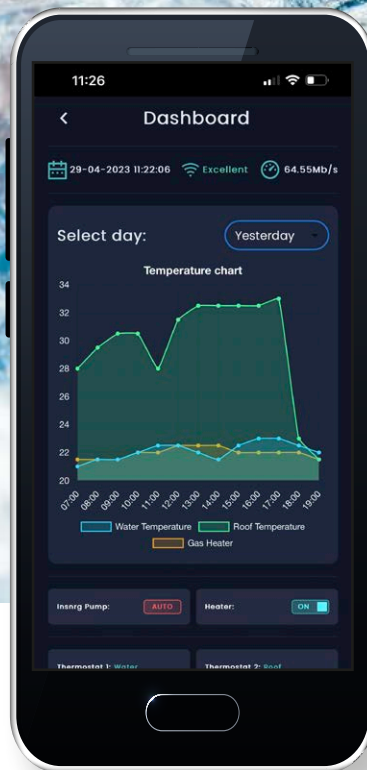 11:26
Dashboard
29-04-2023 11:22:06 Excellent 64.55Mb/s
Select day: Yesterday
Temperature chart
34
32
30
28
26
24
22
20
07:00 08:00 09:00 10:00 11:00 12:00 13:00 14:00 15:00 16:00 17:00 18:00 19:00
Water Temperature Roof Temperature
Gas Heater
Insnrg Pump: AUTO Heater: ON
Thermostat 1: Water Thermostat 2: Roof